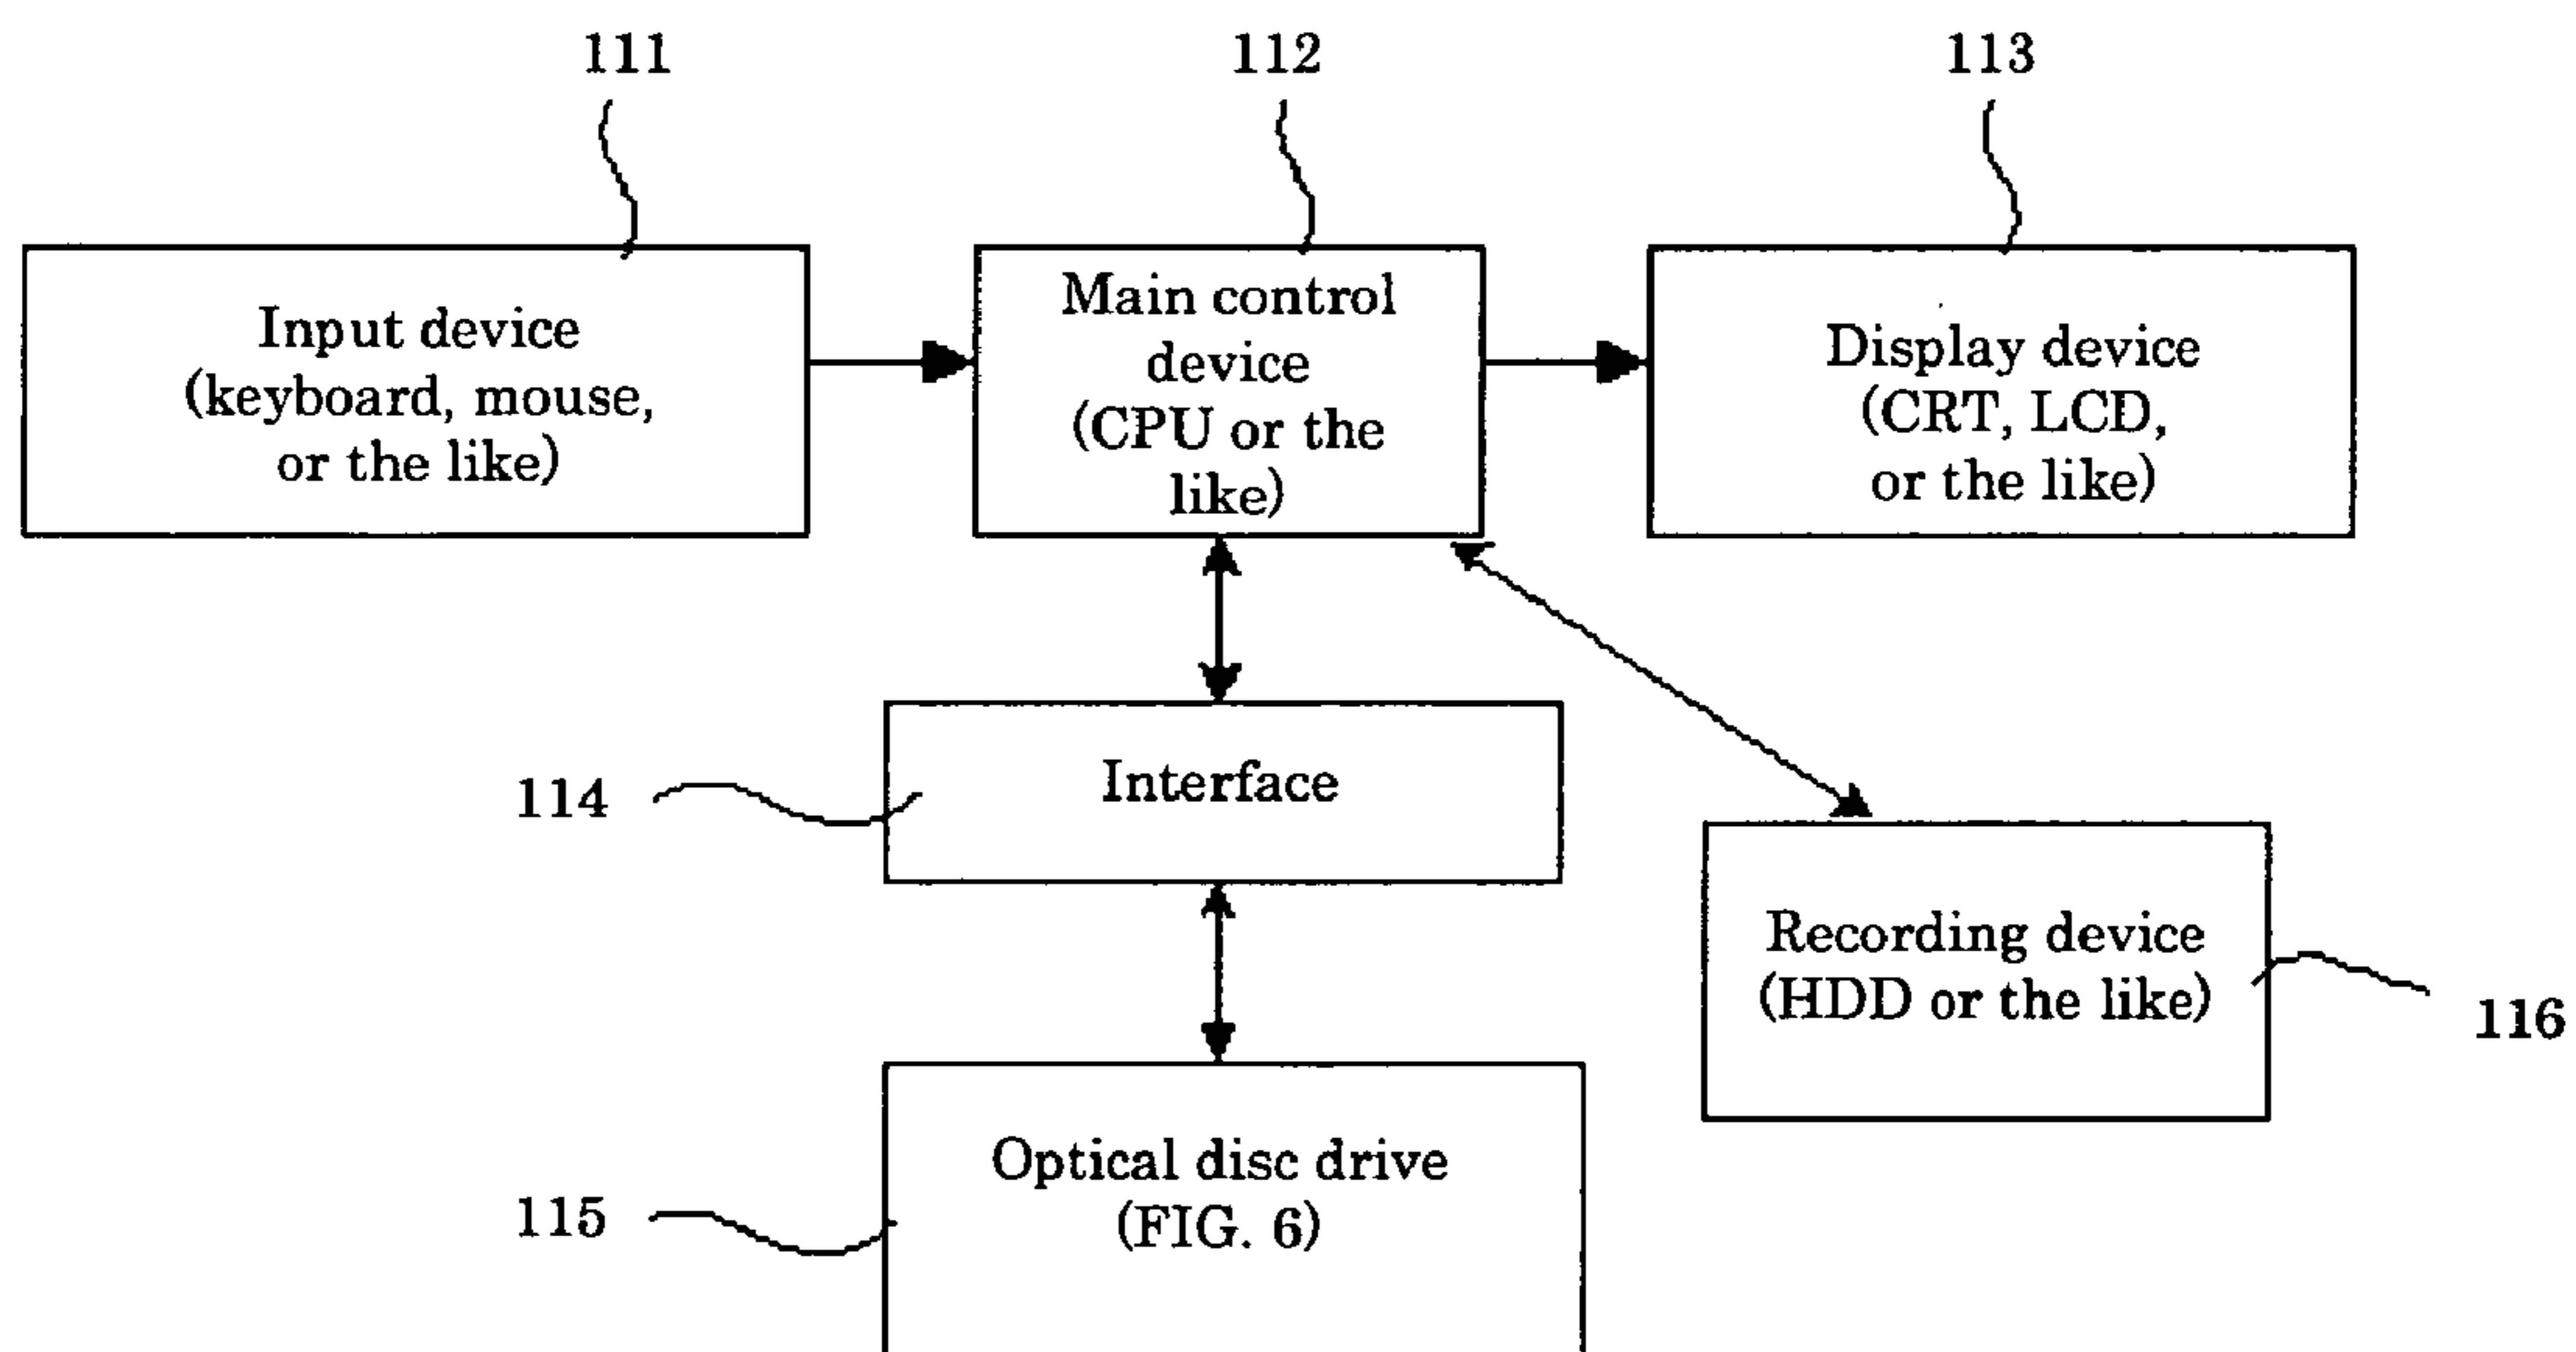 111
112
113
Input device
(keyboard, mouse,
or the like)
Main control
device
(CPU or the
like)
Display device
(CRT, LCD,
or the like)
114
Interface
Recording device
(HDD or the like)
116
115
Optical disc drive
(FIG. 6)